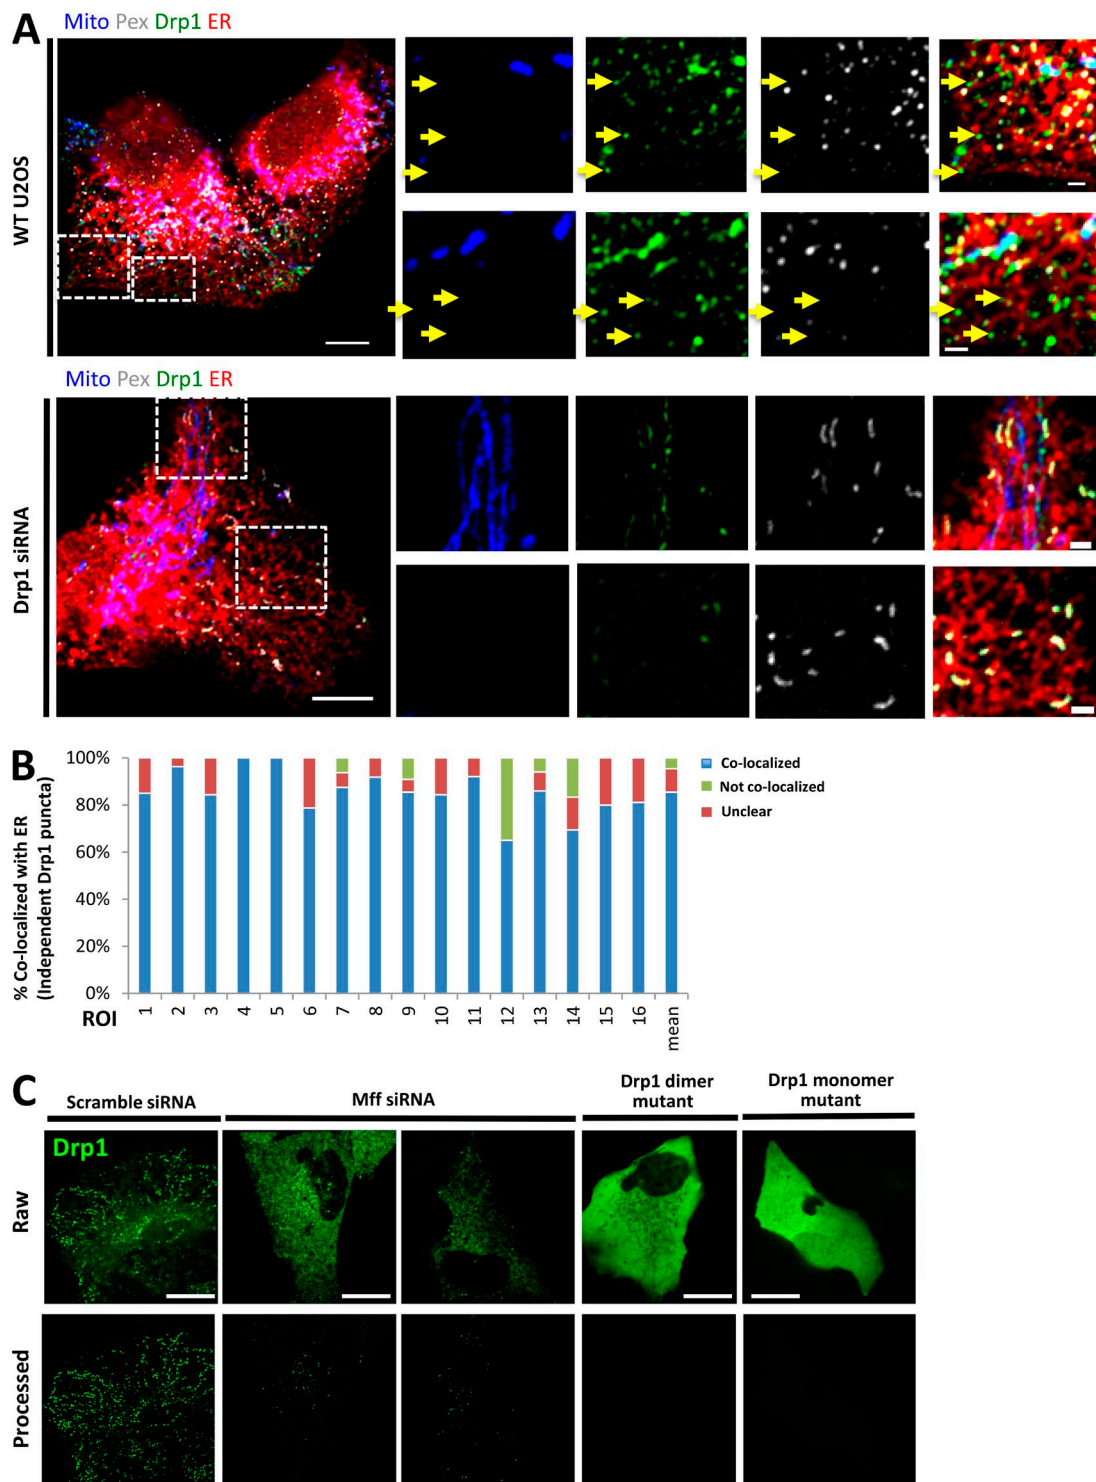 A
Mito Pex Drp1 ER
WT U2OS
Mito Pex Drp1 ER
Drp1 siRNA
B
% Co-localized with ER
(Independent Drp1 puncta)
100%
80%
60%
40%
20%
0%
ROI
1 2 3 4 5 6 7 8 9 10 11 12 13 14 15 16 mean
Co-localized
Not co-localized
Unclear
C
Scramble siRNA
Mff siRNA
Drp1 dimer
mutant
Drp1 monomer
mutant
Drp1
Raw
Processed